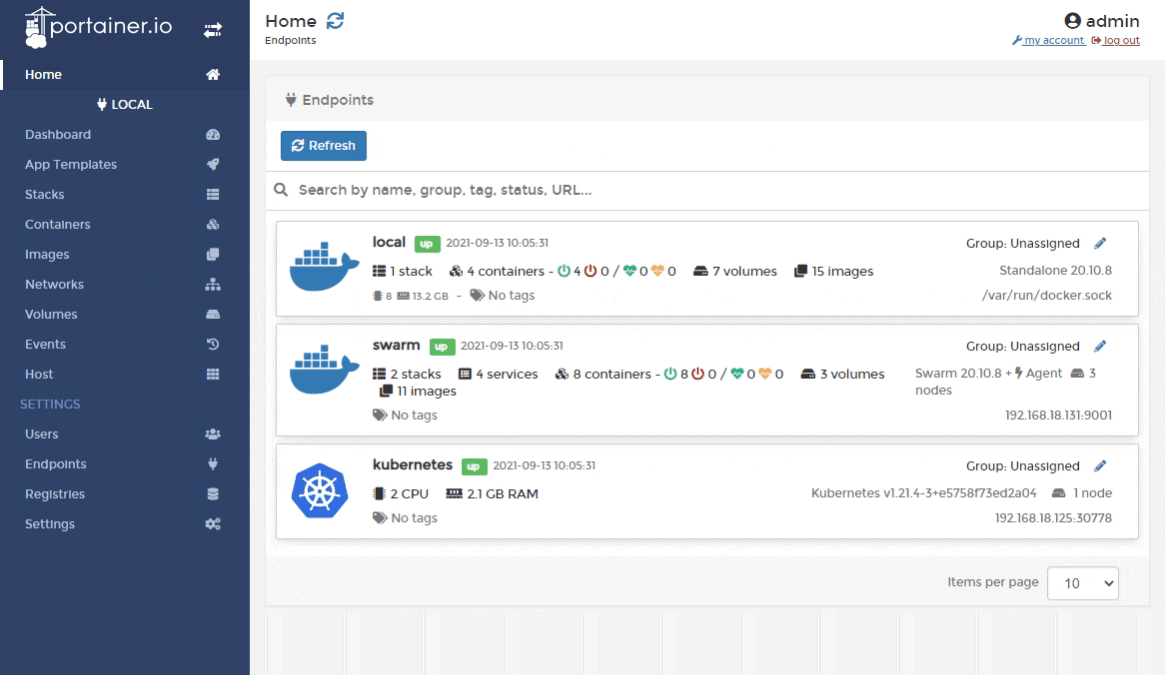 portainer.io
Home
LOCAL
Dashboard
App Templates
Stacks
Containers
Images
Networks
Volumes
Events
Host
SETTINGS
Users
Endpoints
Registries
Settings
Home
Endpoints
admin
my account log out
Endpoints
Refresh
Search by name, group, tag, status, URL...
local up 2021-09-13 10:05:31 Group: Unassigned
1 stack 4 containers - 4 0 / 0 0 7 volumes 15 images Standalone 20.10.8
8 13.2 GB - No tags /var/run/docker.sock
swarm up 2021-09-13 10:05:31 Group: Unassigned
2 stacks 4 services 8 containers - 8 0 / 0 0 3 volumes Swarm 20.10.8 + Agent 3
11 images nodes
No tags 192.168.18.131:9001
kubernetes up 2021-09-13 10:05:31 Group: Unassigned
2 CPU 2.1 GB RAM Kubernetes v1.21.4-3+e5758f73ed2a04 1 node
No tags 192.168.18.125:30778
Items per page 10